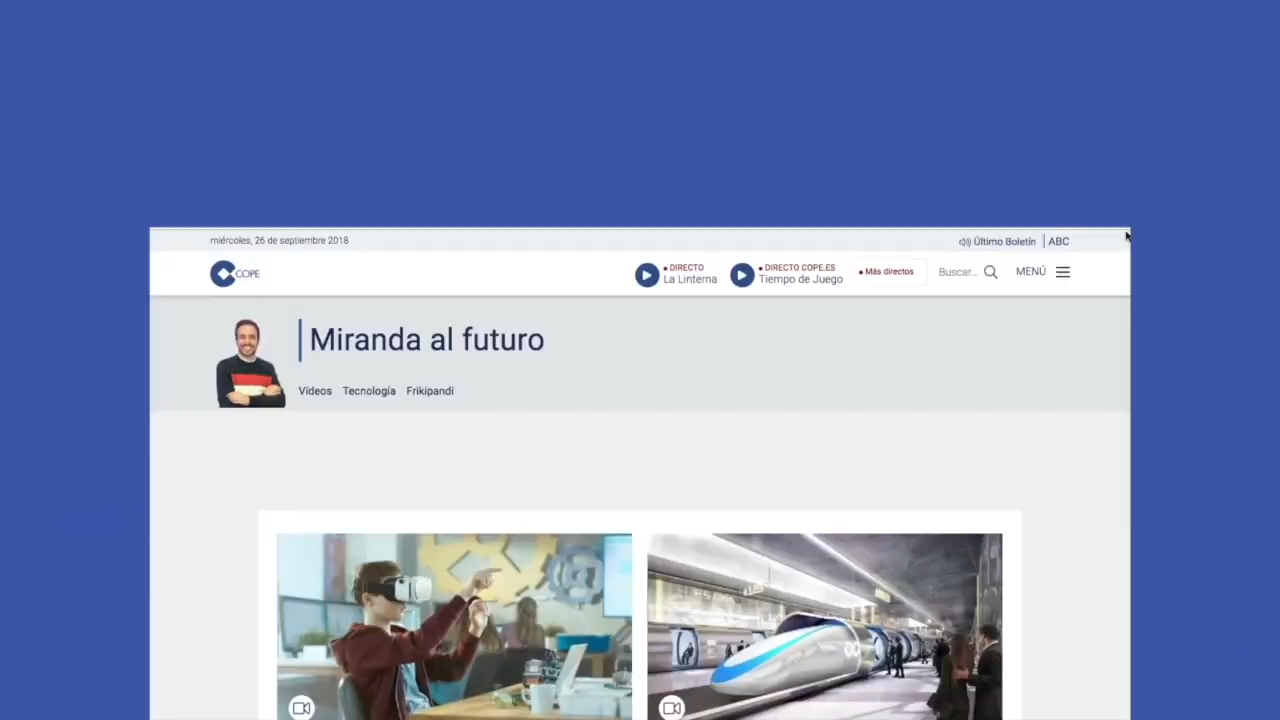 miércoles, 26 de septiembre 2018
Último Boletín
ABC
COPE
DIRECTO
La Linterna
DIRECTO COPE.ES
Tiempo de Juego
Más directos
Buscar...
MENÚ
Miranda al futuro
Vídeos Tecnología Frikipandi